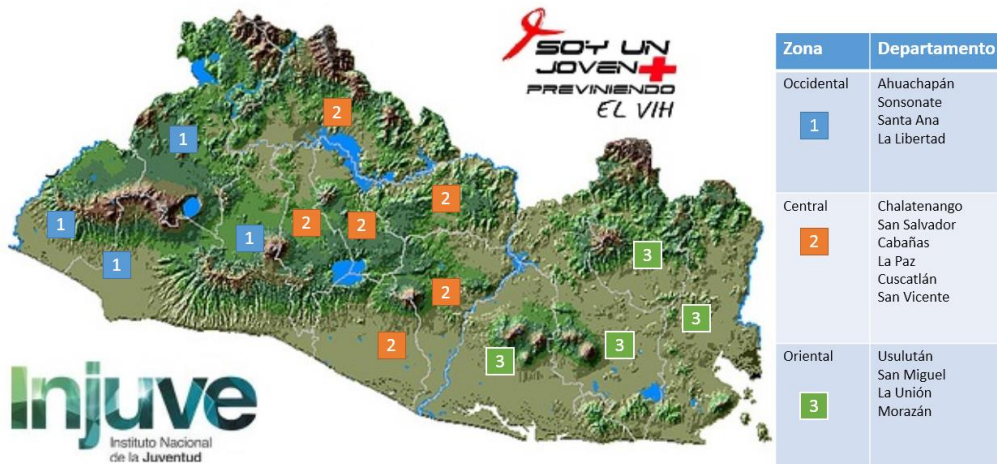 SOY UN
JOVEN
PREVINIENDO
EL VIH
2
1
2
1
2
2
1
3
1
2
3
2
3
3
Injuve
Instituto Nacional
de la Juventud
Zona Departamento
Occidental Ahuachapán
Sonsonate
1 Santa Ana
La Libertad
Central Chalatenango
San Salvador
2 Cabañas
La Paz
Cuscatlán
San Vicente
Oriental Usulután
San Miguel
3 La Unión
Morazán